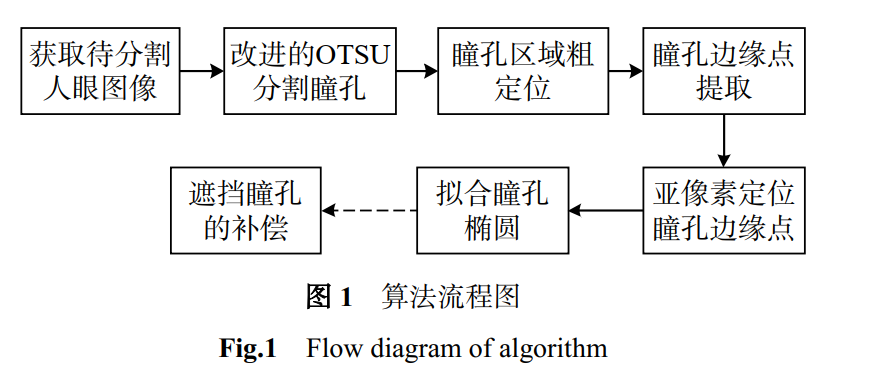 获取待分割
人眼图像
改进的OTSU
分割瞳孔
瞳孔区域粗
定位
瞳孔边缘点
提取
亚像素定位
瞳孔边缘点
拟合瞳孔
椭圆
遮挡瞳孔
的补偿
图 1 算法流程图
Fig.1 Flow diagram of algorithm